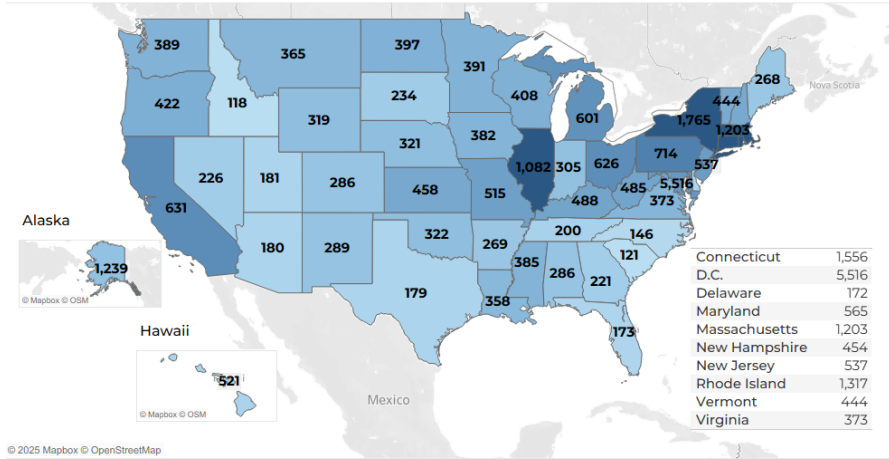 389
365
397
391
408
601
268
Nova Scotia
422
118
234
444
1,765
1,203
319
382
321
714
537
631
226
181
286
458
515
1,082
305
626
485
5,516
373
488
Alaska
1,239
© Mapbox © OSM
180
289
322
269
200
146
121
385
286
221
179
358
173
Hawaii
521
© Mapbox © OSM
Mexico
Connecticut 1,556
D.C. 5,516
Delaware 172
Maryland 565
Massachusetts 1,203
New Hampshire 454
New Jersey 537
Rhode Island 1,317
Vermont 444
Virginia 373
© 2025 Mapbox © OpenStreetMap